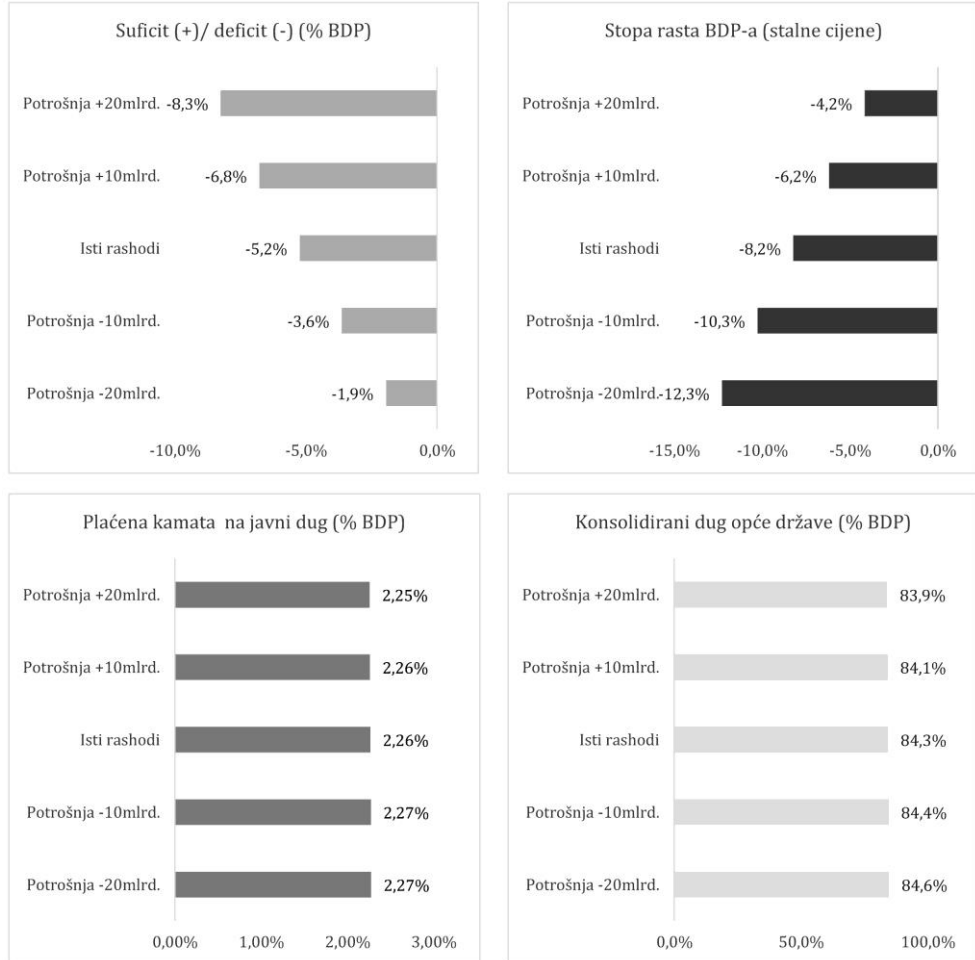 Suficit (+)/ deficit (-) (% BDP)
Potrošnja +20mlrd. -8,3%
Potrošnja +10mlrd. -6,8%
Isti rashodi -5,2%
Potrošnja -10mlrd. -3,6%
Potrošnja -20mlrd. -1,9%
-10,0% -5,0% 0,0%
Stopa rasta BDP-a (stalne cijene)
Potrošnja +20mlrd. -4,2%
Potrošnja +10mlrd. -6,2%
Isti rashodi -8,2%
Potrošnja -10mlrd. -10,3%
Potrošnja -20mlrd. -12,3%
-15,0% -10,0% -5,0% 0,0%
Plaćena kamata na javni dug (% BDP)
Potrošnja +20mlrd. 2,25%
Potrošnja +10mlrd. 2,26%
Isti rashodi 2,26%
Potrošnja -10mlrd. 2,27%
Potrošnja -20mlrd. 2,27%
0,00% 1,00% 2,00% 3,00%
Konsolidirani dug opće države (% BDP)
Potrošnja +20mlrd. 83,9%
Potrošnja +10mlrd. 84,1%
Isti rashodi 84,3%
Potrošnja -10mlrd. 84,4%
Potrošnja -20mlrd. 84,6%
0,0% 50,0% 100,0%